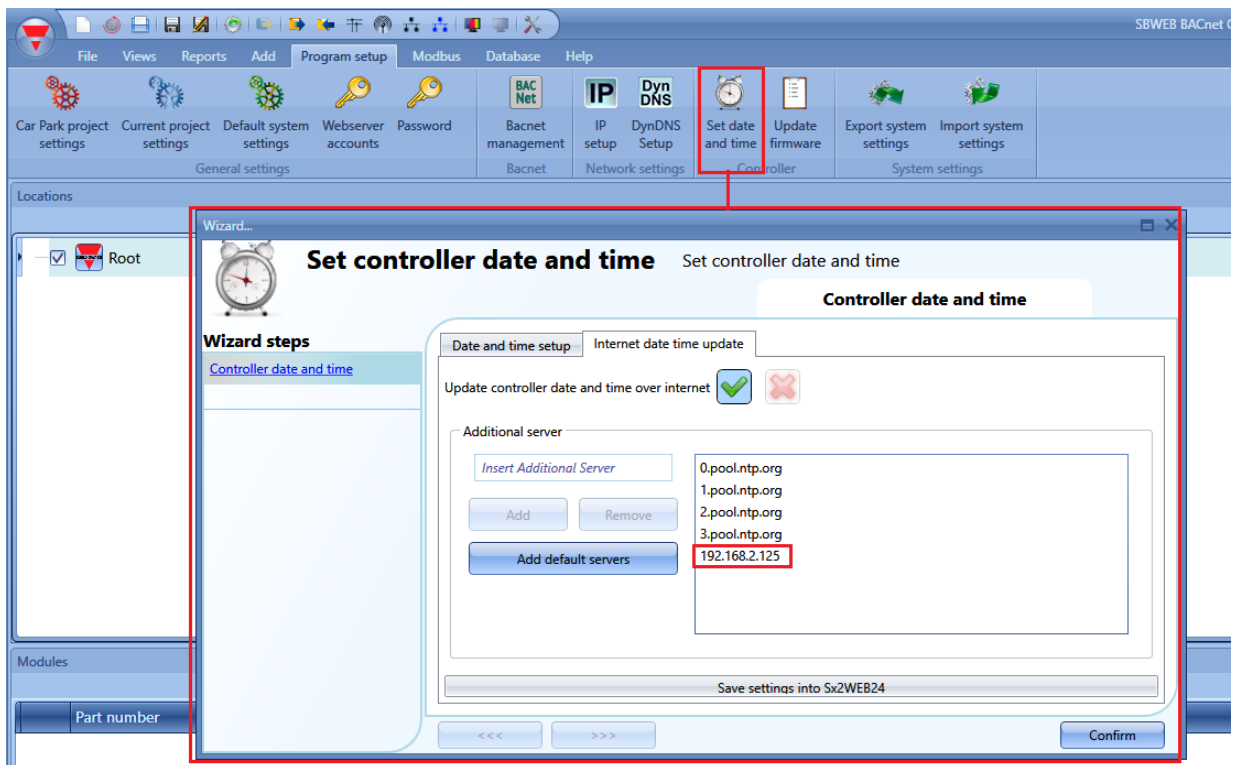 SBWEB BACnet
File Views Reports Add Program setup Modbus Database Help
BAC
Net
IP
Dyn
DNS
Car Park project settings
Current project settings
Default system settings
Webserver accounts
Password
Bacnet management
IP setup
DynDNS Setup
Set date and time
Update firmware
Export system settings
Import system settings
General settings
Bacnet
Network settings
Controller
System settings
Locations
Wizard...
Root
Set controller date and time
Set controller date and time
Controller date and time
Wizard steps
Controller date and time
Date and time setup
Internet date time update
Update controller date and time over internet
Additional server
Insert Additional Server
0.pool.ntp.org
1.pool.ntp.org
2.pool.ntp.org
3.pool.ntp.org
192.168.2.125
Add
Remove
Add default servers
Save settings into Sx2WEB24
<<<
>>>
Confirm
Modules
Part number